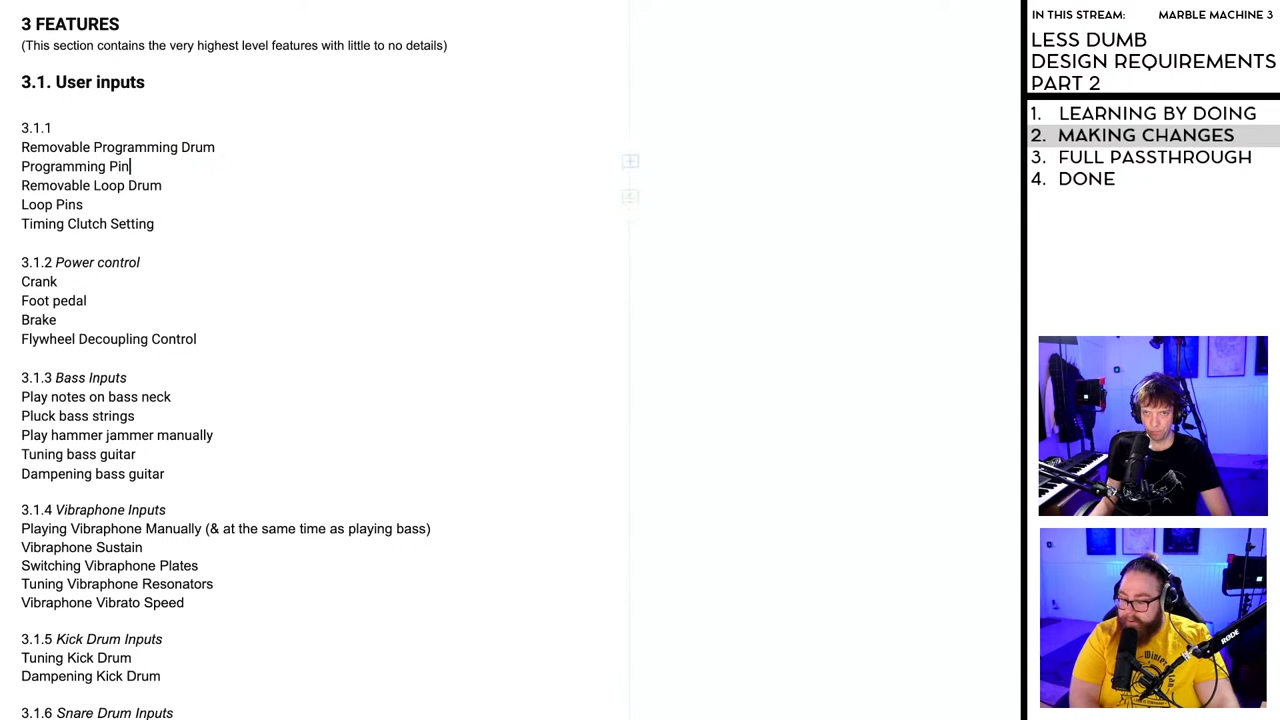 3 FEATURES
(This section contains the very highest level features with little to no details)
3.1. User inputs
3.1.1
Removable Programming Drum
Programming Pin
Removable Loop Drum
Loop Pins
Timing Clutch Setting
3.1.2 Power control
Crank
Foot pedal
Brake
Flywheel Decoupling Control
3.1.3 Bass Inputs
Play notes on bass neck
Pluck bass strings
Play hammer jammer manually
Tuning bass guitar
Dampening bass guitar
3.1.4 Vibraphone Inputs
Playing Vibraphone Manually (& at the same time as playing bass)
Vibraphone Sustain
Switching Vibraphone Plates
Tuning Vibraphone Resonators
Vibraphone Vibrato Speed
3.1.5 Kick Drum Inputs
Tuning Kick Drum
Dampening Kick Drum
3.1.6 Snare Drum Inputs
IN THIS STREAM: MARBLE MACHINE 3
LESS DUMB
DESIGN REQUIREMENTS
PART 2
1. LEARNING BY DOING
2. MAKING CHANGES
3. FULL PASSTHROUGH
4. DONE
RØDE